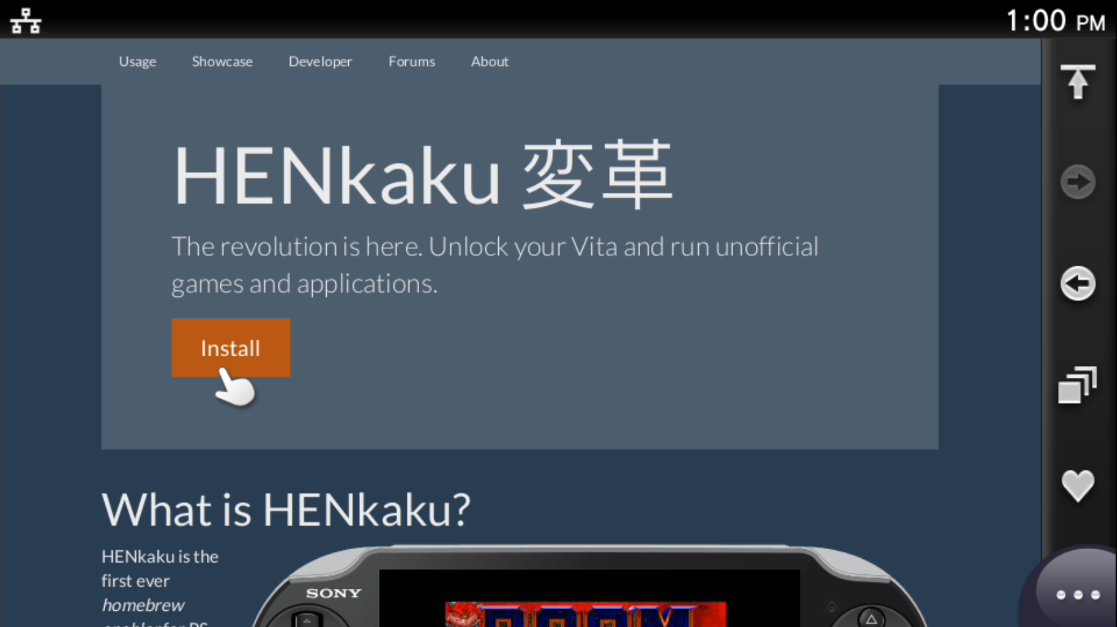 1:00 PM
Usage Showcase Developer Forums About
HENkaku 変革
The revolution is here. Unlock your Vita and run unofficial
games and applications.
Install
What is HENkaku?
HENkaku is the
first ever
homebrew
SONY
DOOM